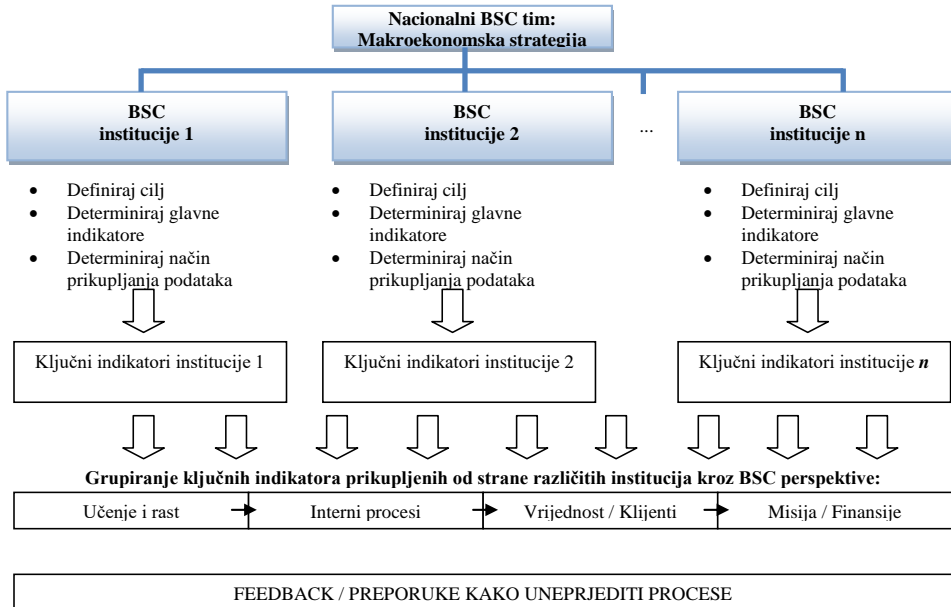 Nacionalni BSC tim:
Makroekonomska strategija
BSC
institucije 1
BSC
institucije 2
...
BSC
institucije n
• Definiraj cilj
• Determiniraj glavne
indikatore
• Determiniraj način
prikupljanja podataka
• Definiraj cilj
• Determiniraj glavne
indikatore
• Determiniraj način
prikupljanja podataka
• Definiraj cilj
• Determiniraj glavne
indikatore
• Determiniraj način
prikupljanja podataka
Ključni indikatori institucije 1
Ključni indikatori institucije 2
Ključni indikatori institucije n
Grupiranje ključnih indikatora prikupljenih od strane različitih institucija kroz BSC perspektive:
Učenje i rast
Interni procesi
Vrijednost / Klijenti
Misija / Finansije
FEEDBACK / PREPORUKE KAKO UNEPRJEDITI PROCESE